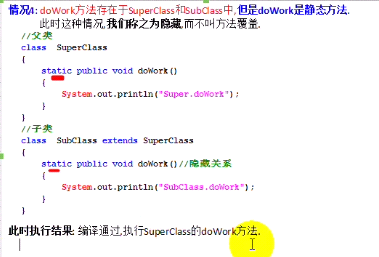 情况4: doWork方法存在于SuperClass和SubClass中,但是doWork是静态方法.
此时这种情况,我们称之为隐藏,而不叫方法覆盖.
//父类
class SuperClass
{
static public void doWork()
{
System.out.println("Super.doWork");
}
}
//子类
class SubClass extends SuperClass
{
static public void doWork()//隐藏关系
{
System.out.println("SubClass.doWork");
}
}
此时执行结果: 编译通过,执行SuperClass的doWork方法.